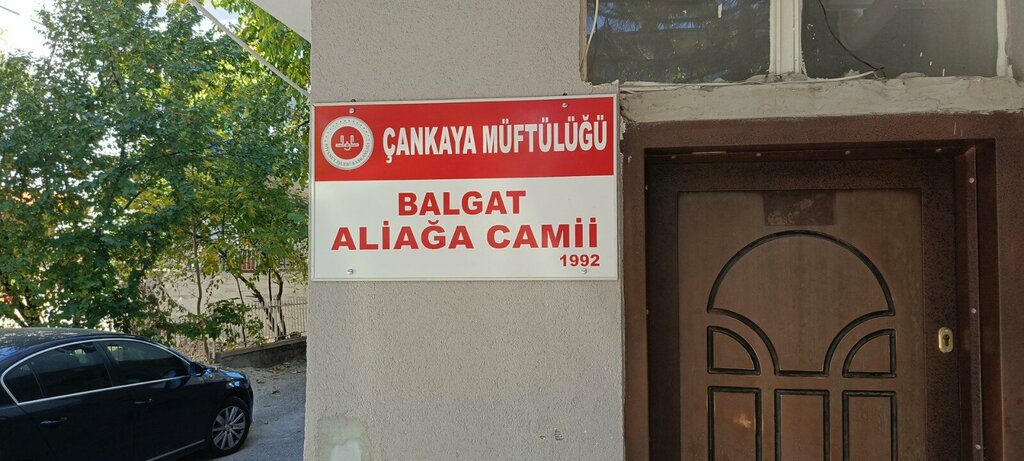 ÇANKAYA MÜFTÜLÜĞÜ
BALGAT
ALİAĞA CAMİİ
1992